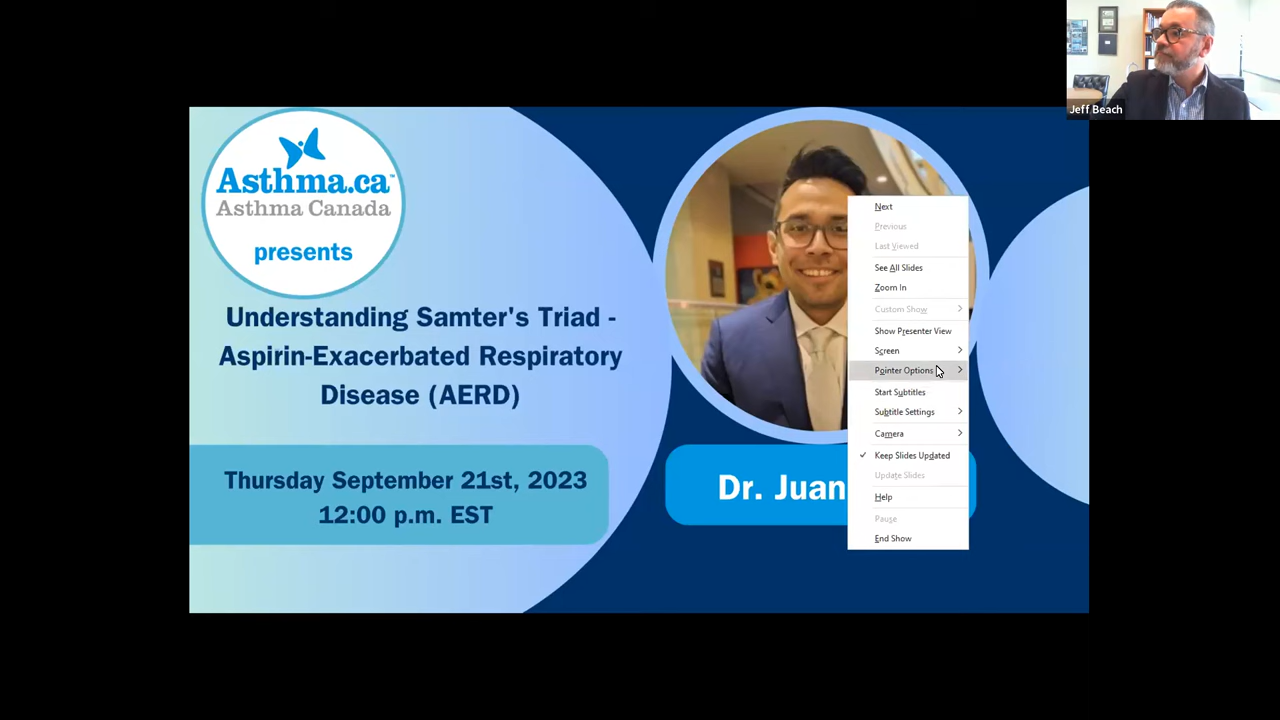 Jeff Beach
Asthma.ca™
Asthma Canada
presents
Understanding Samter's Triad -
Aspirin-Exacerbated Respiratory
Disease (AERD)
Thursday September 21st, 2023
12:00 p.m. EST
Dr. Juan
Next
Previous
Last Viewed
See All Slides
Zoom In
Custom Show
Show Presenter View
Screen
Pointer Options
Start Subtitles
Subtitle Settings
Camera
Keep Slides Updated
Update Slides
Help
Pause
End Show